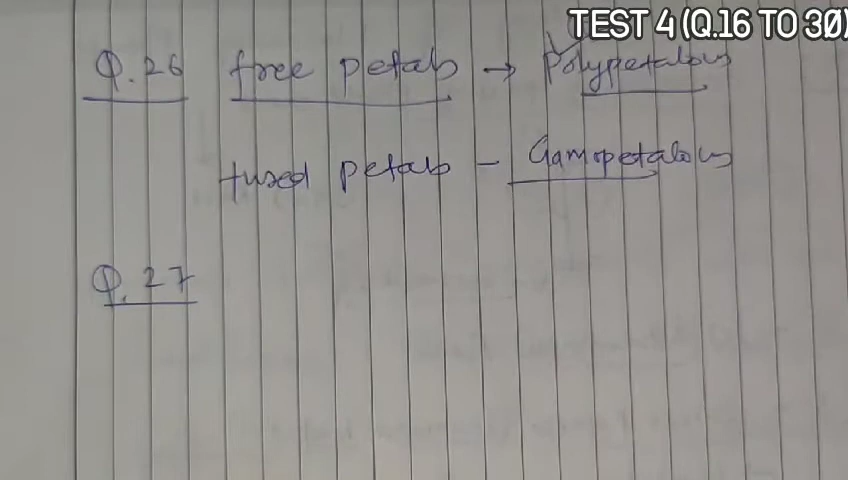 TEST 4 (Q.16 TO 30)
Q.26 free petals → Polypetalous
fused petals - Gamopetalous
Q.27